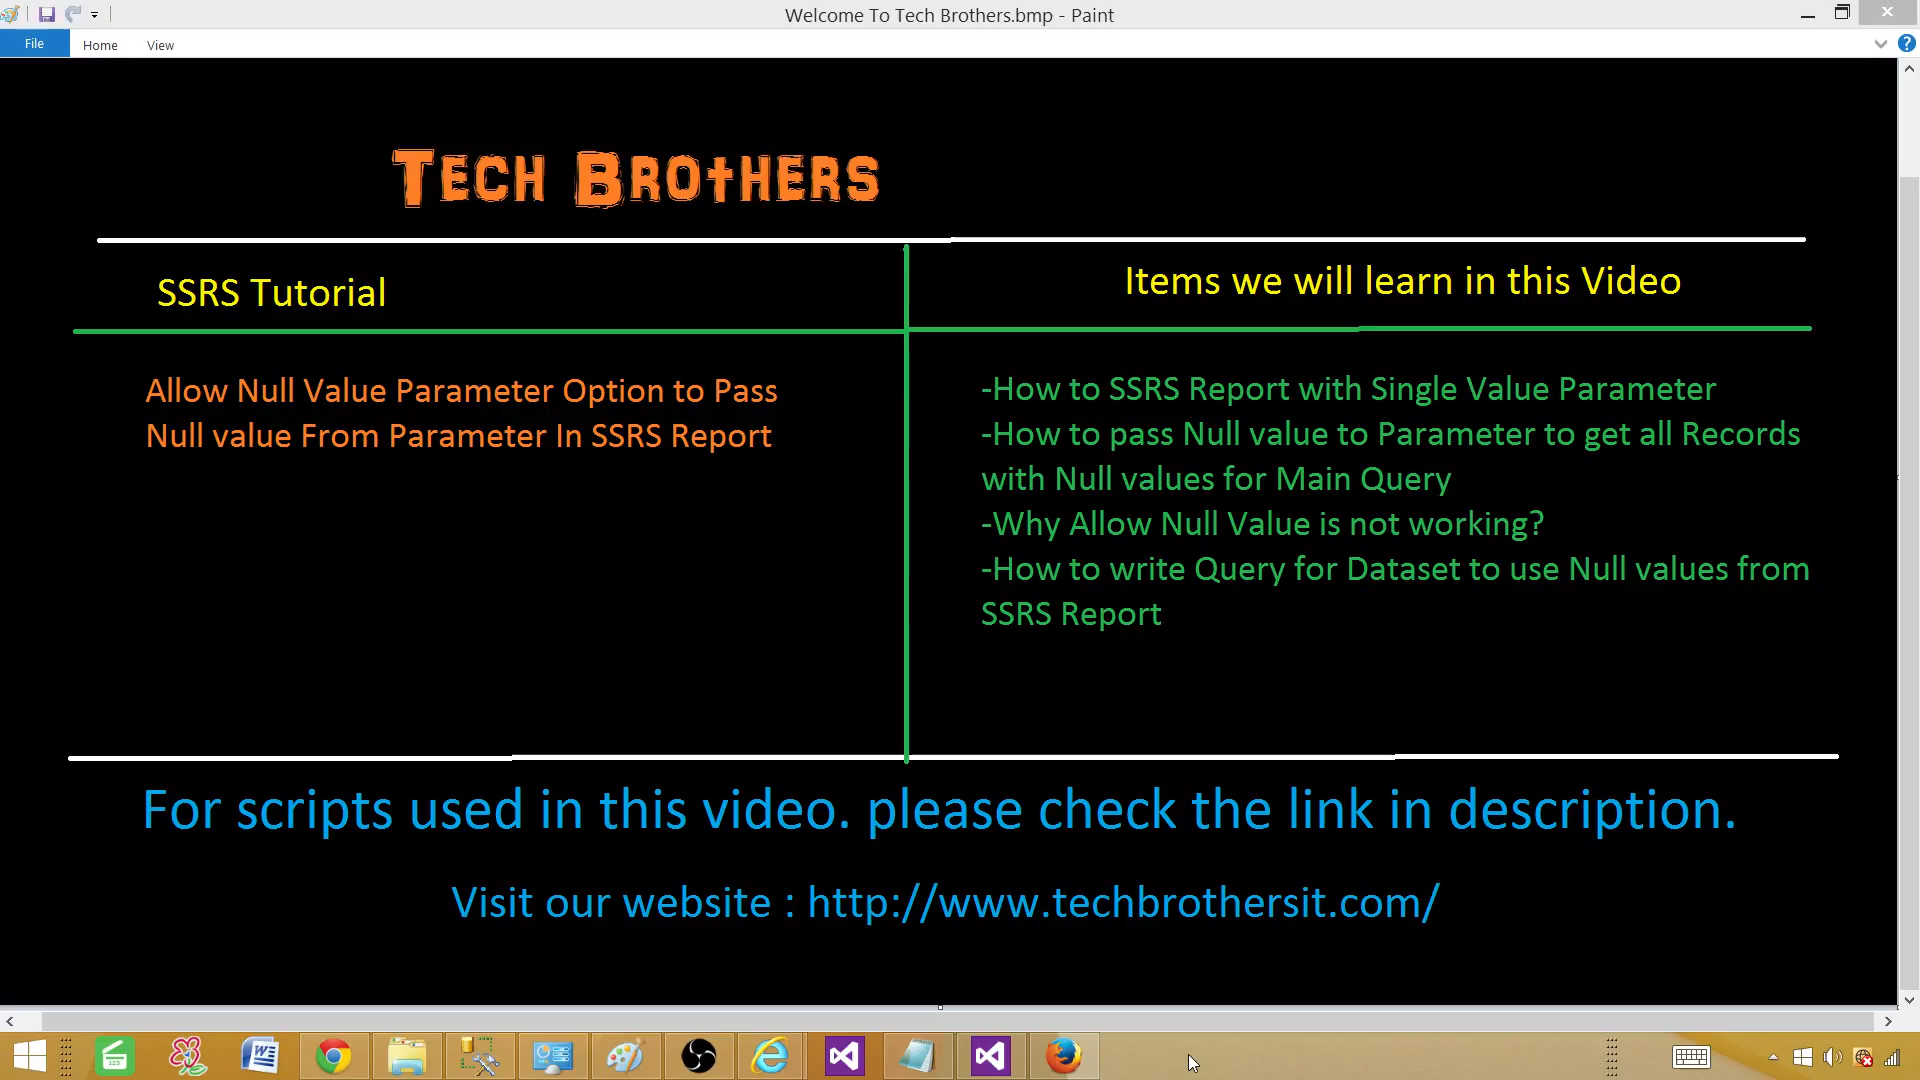 Welcome To Tech Brothers.bmp - Paint
File Home View
Tech Brothers
SSRS Tutorial
Items we will learn in this Video
Allow Null Value Parameter Option to Pass
Null value From Parameter In SSRS Report
-How to SSRS Report with Single Value Parameter
-How to pass Null value to Parameter to get all Records
with Null values for Main Query
-Why Allow Null Value is not working?
-How to write Query for Dataset to use Null values from
SSRS Report
For scripts used in this video. please check the link in description.
Visit our website : http://www.techbrothersit.com/